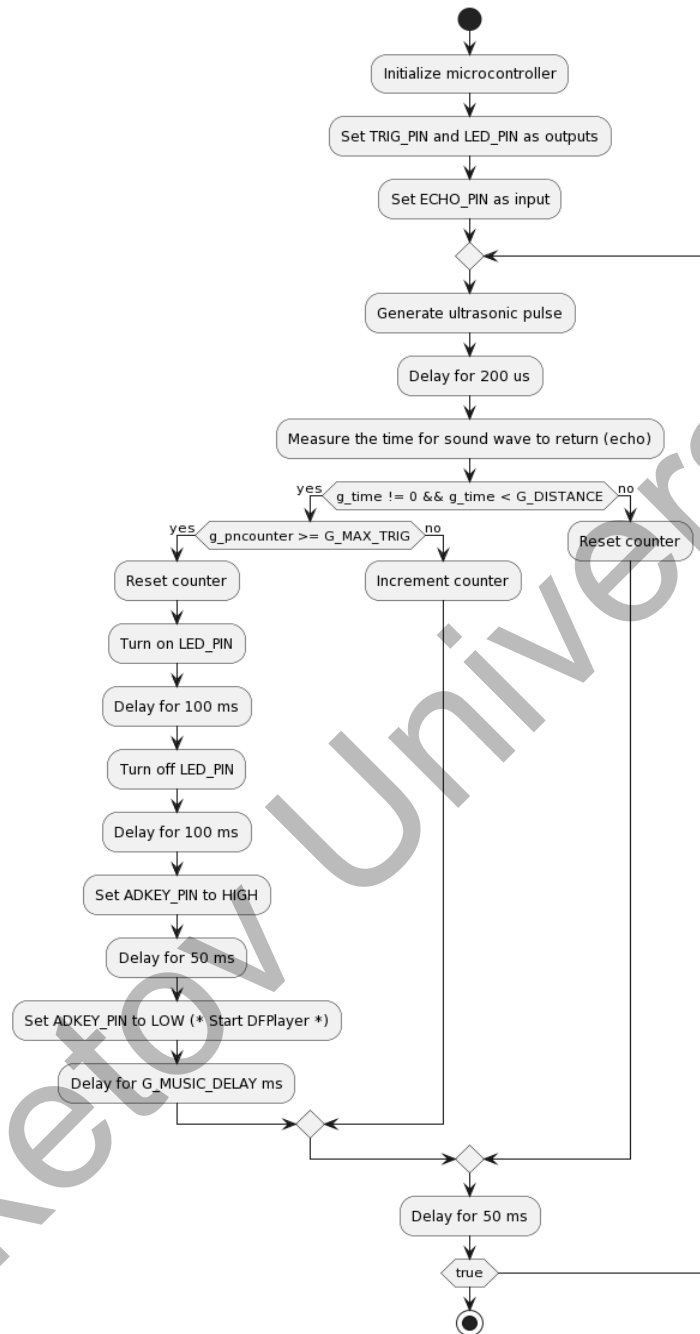 Initialize microcontroller
Set TRIG_PIN and LED_PIN as outputs
Set ECHO_PIN as input
Generate ultrasonic pulse
Delay for 200 us
Measure the time for sound wave to return (echo)
yes
g_time != 0 && g_time < G_DISTANCE
no
yes
g_pncounter >= G_MAX_TRIG
no
Reset counter
Reset counter
Increment counter
Turn on LED_PIN
Delay for 100 ms
Turn off LED_PIN
Delay for 100 ms
Set ADKEY_PIN to HIGH
Delay for 50 ms
Set ADKEY_PIN to LOW (* Start DFPlayer *)
Delay for G_MUSIC_DELAY ms
Delay for 50 ms
true